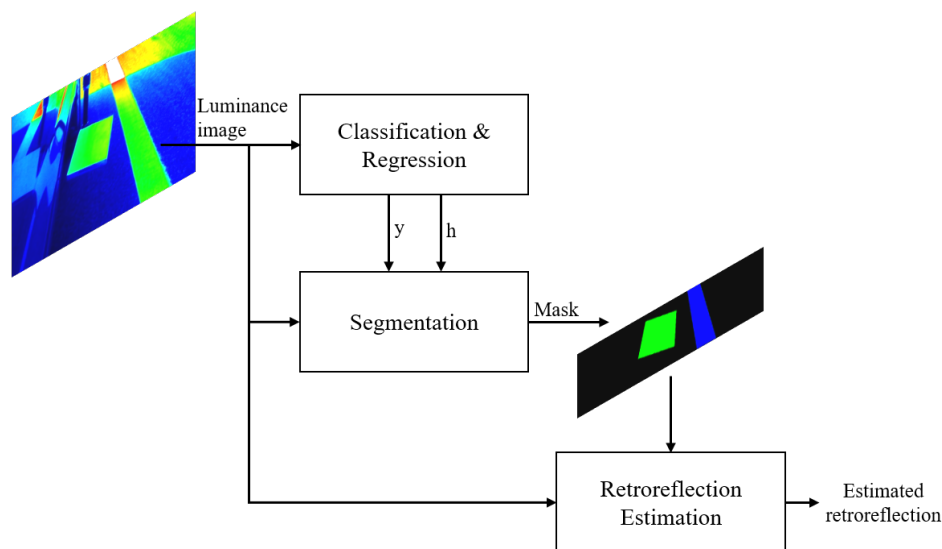 Luminance
image
Classification &
Regression
y
h
Segmentation
Mask
Retroreflection
Estimation
Estimated
retroreflection